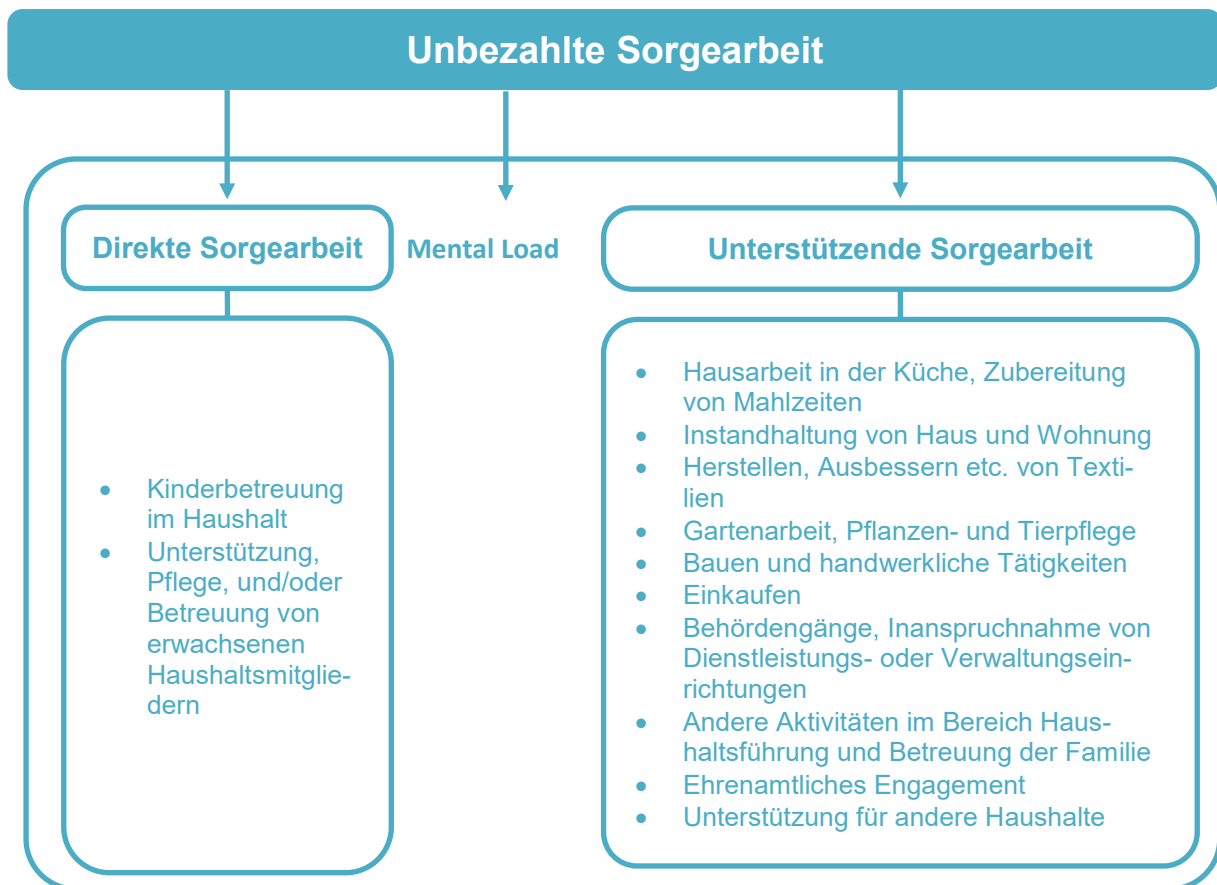 Unbezahlte Sorgearbeit
Direkte Sorgearbeit
Mental Load
Unterstützende Sorgearbeit
• Kinderbetreuung
im Haushalt
• Unterstützung,
Pflege, und/oder
Betreuung von
erwachsenen
Haushaltsmitglie-
dern
• Hausarbeit in der Küche, Zubereitung
von Mahlzeiten
• Instandhaltung von Haus und Wohnung
• Herstellen, Ausbessern etc. von Texti-
lien
• Gartenarbeit, Pflanzen- und Tierpflege
• Bauen und handwerkliche Tätigkeiten
• Einkaufen
• Behördengänge, Inanspruchnahme von
Dienstleistungs- oder Verwaltungsein-
richtungen
• Andere Aktivitäten im Bereich Haus-
haltsführung und Betreuung der Familie
• Ehrenamtliches Engagement
• Unterstützung für andere Haushalte